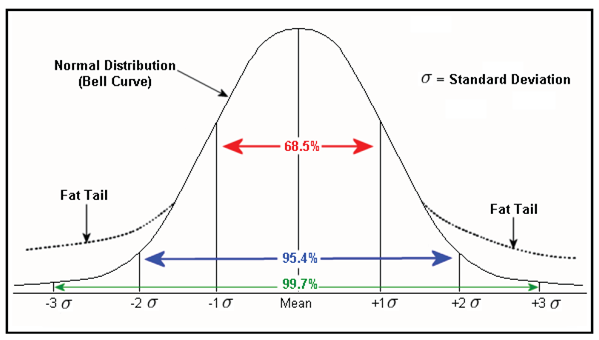 Normal Distribution
(Bell Curve)
σ = Standard Deviation
68.5%
Fat Tail
Fat Tail
95.4%
99.7%
-3 σ
-2 σ
-1 σ
Mean
+1 σ
+2 σ
+3 σ